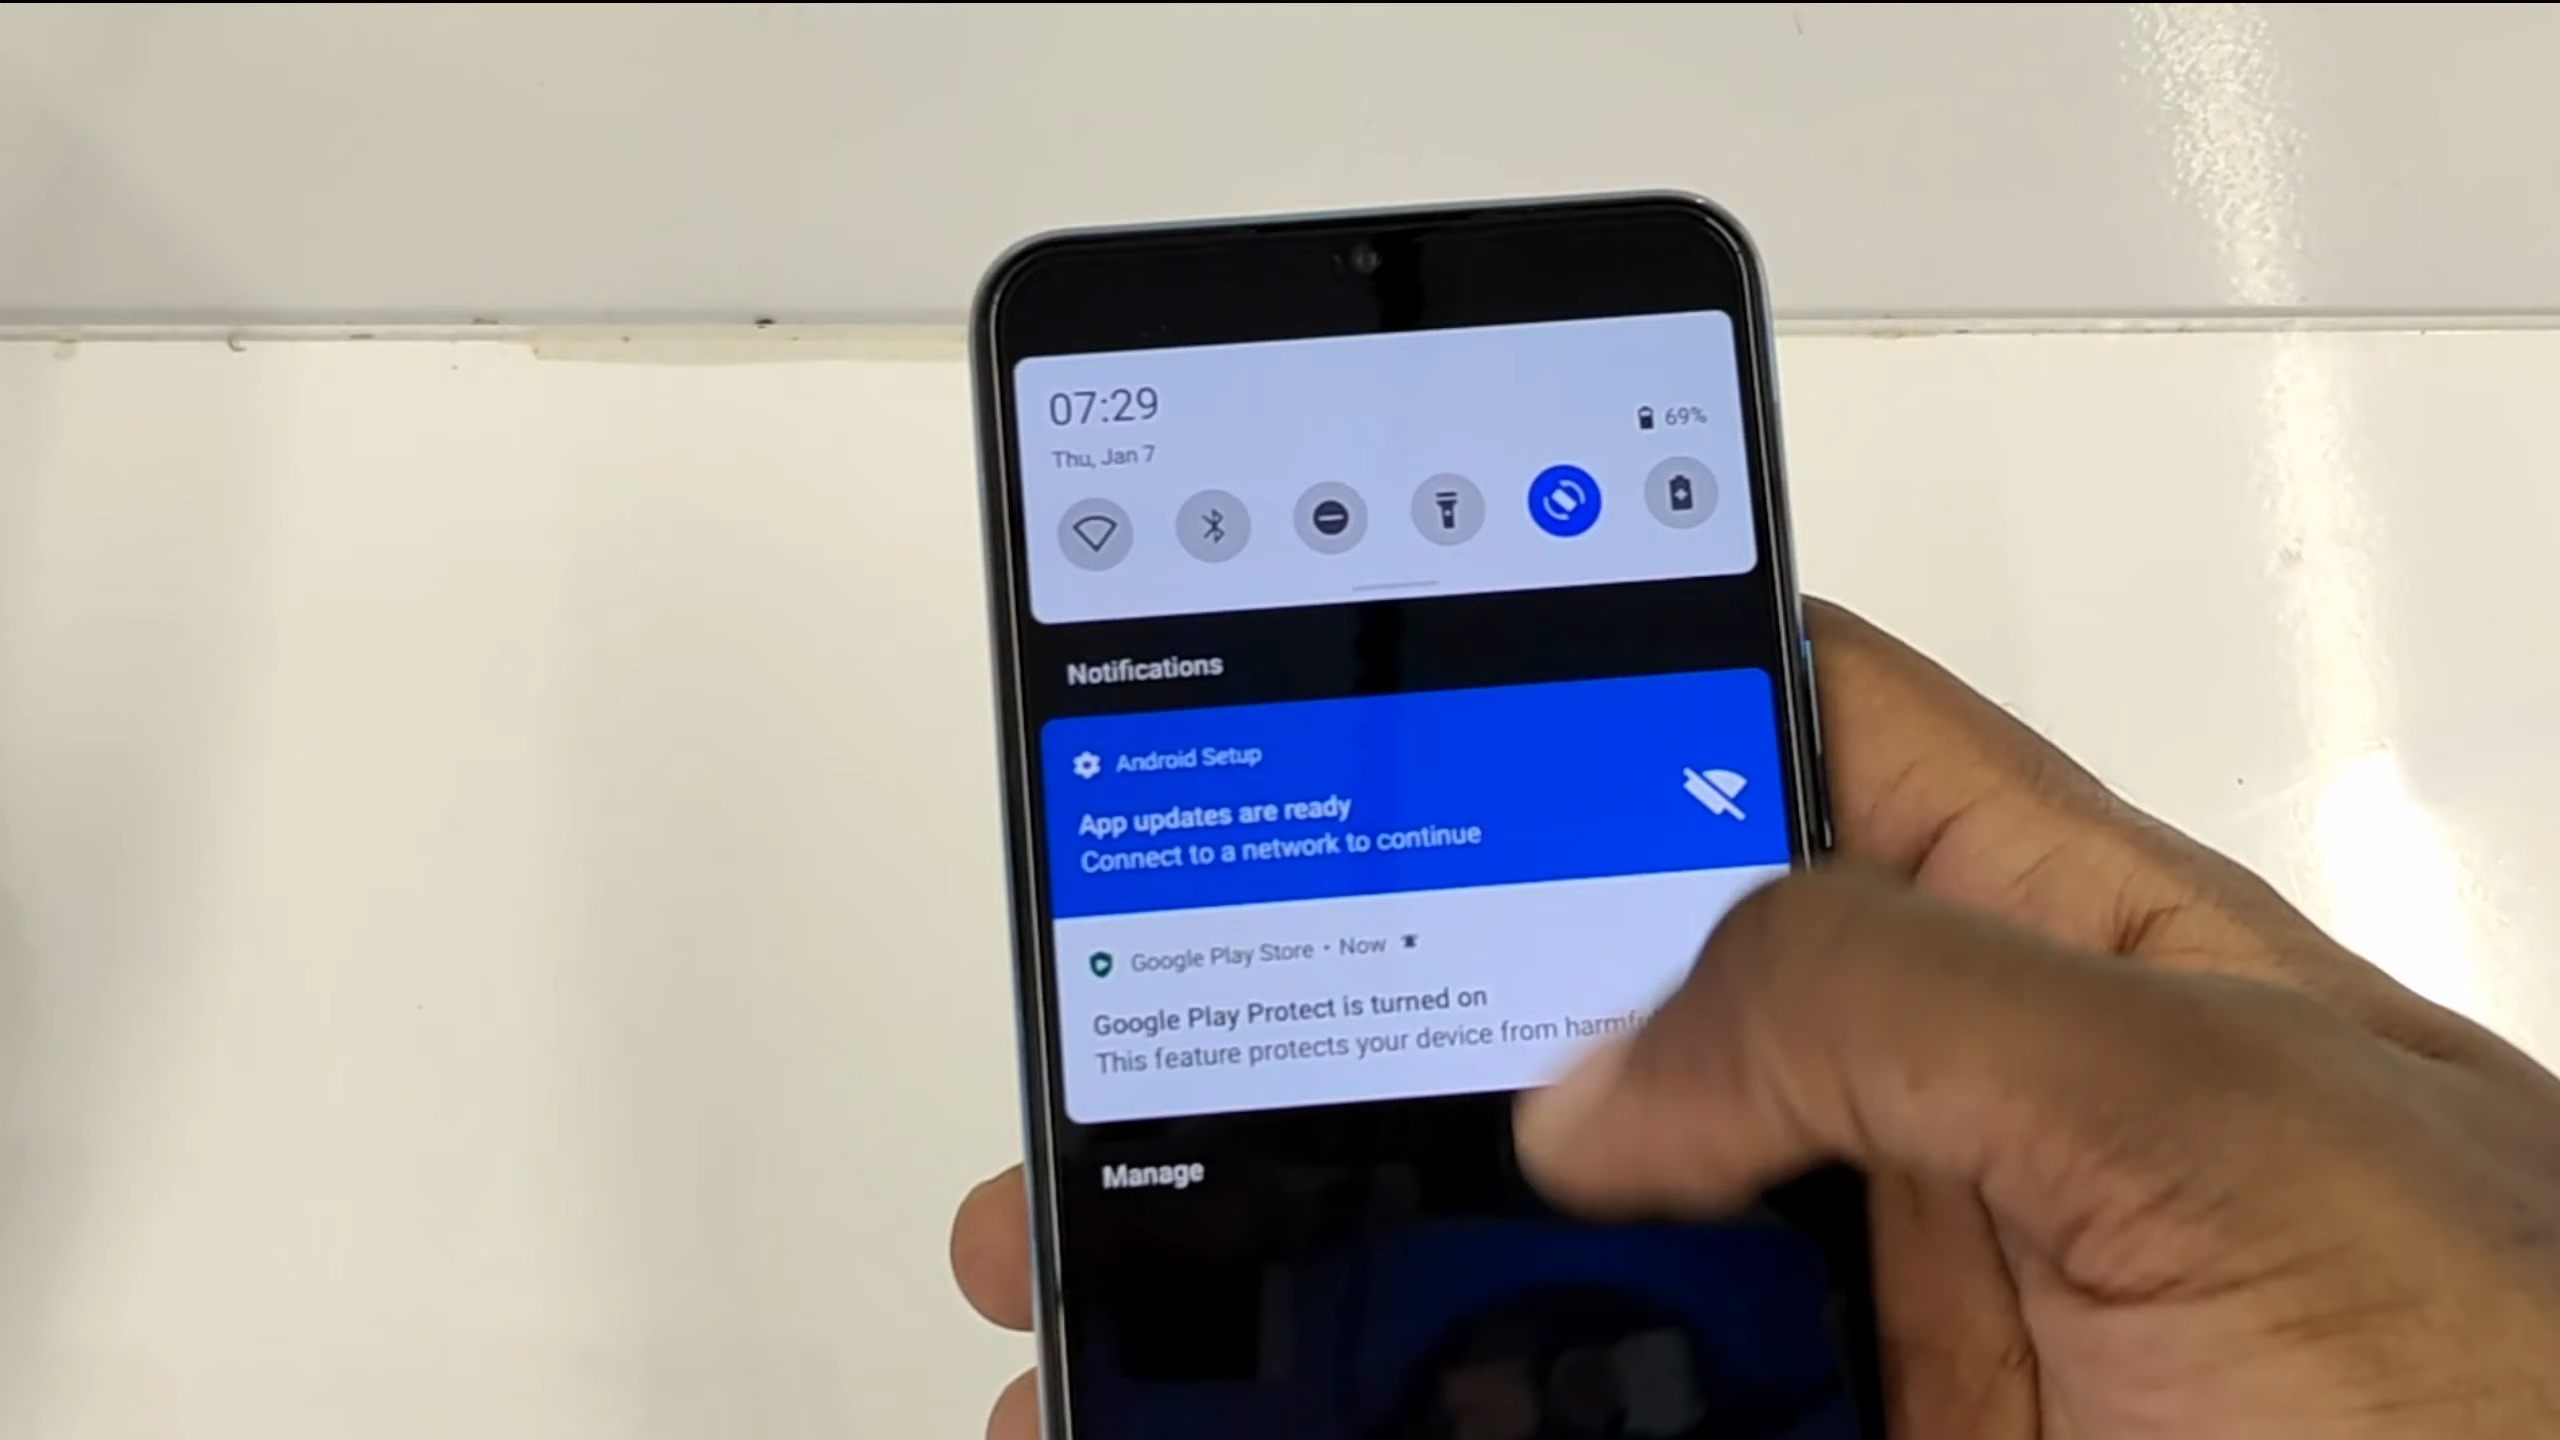 07:29
69%
Thu, Jan 7
Notifications
Android Setup
App updates are ready
Connect to a network to continue
Google Play Store • Now
Google Play Protect is turned on
This feature protects your device from
Manage